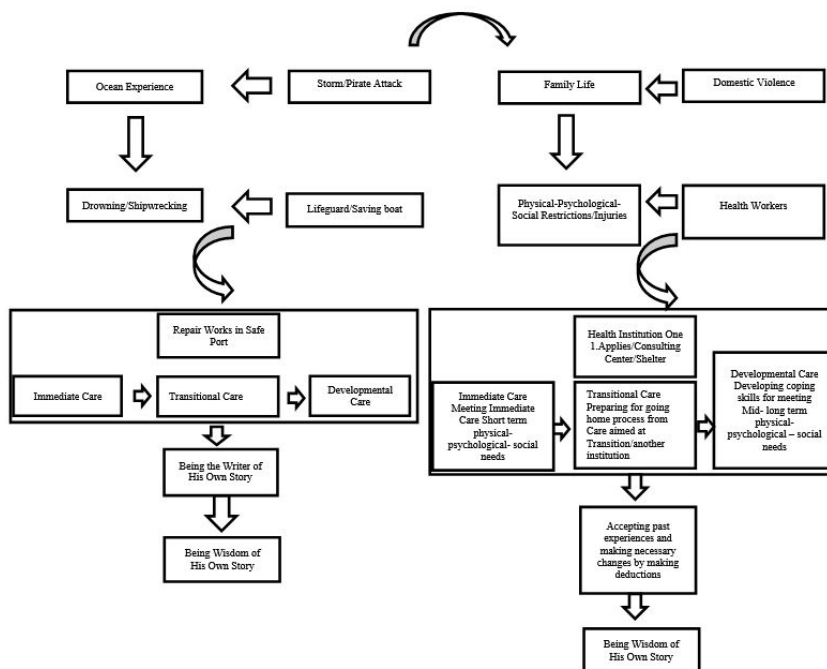 Ocean Experience
Storm/Pirate Attack
Family Life
Domestic Violence
Drowning/Shipwrecking
Lifeguard/Saving boat
Physical-Psychological-
Social Restrictions/Injuries
Health Workers
Repair Works in Safe
Port
Immediate Care
Transitional Care
Developmental
Care
Being the Writer of
His Own Story
Being Wisdom of
His Own Story
Health Institution One
1.Applies/Consulting
Center/Shelter
Immediate Care
Meeting Immediate
Care Short term
physical-
psychological- social
needs
Transitional Care
Preparing for going
home process from
Care aimed at
Transition/another
institution
Developmental Care
Developing coping
skills for meeting
Mid- long term
physical-
psychological – social
needs
Accepting past
experiences and
making necessary
changes by making
deductions
Being Wisdom of
His Own Story